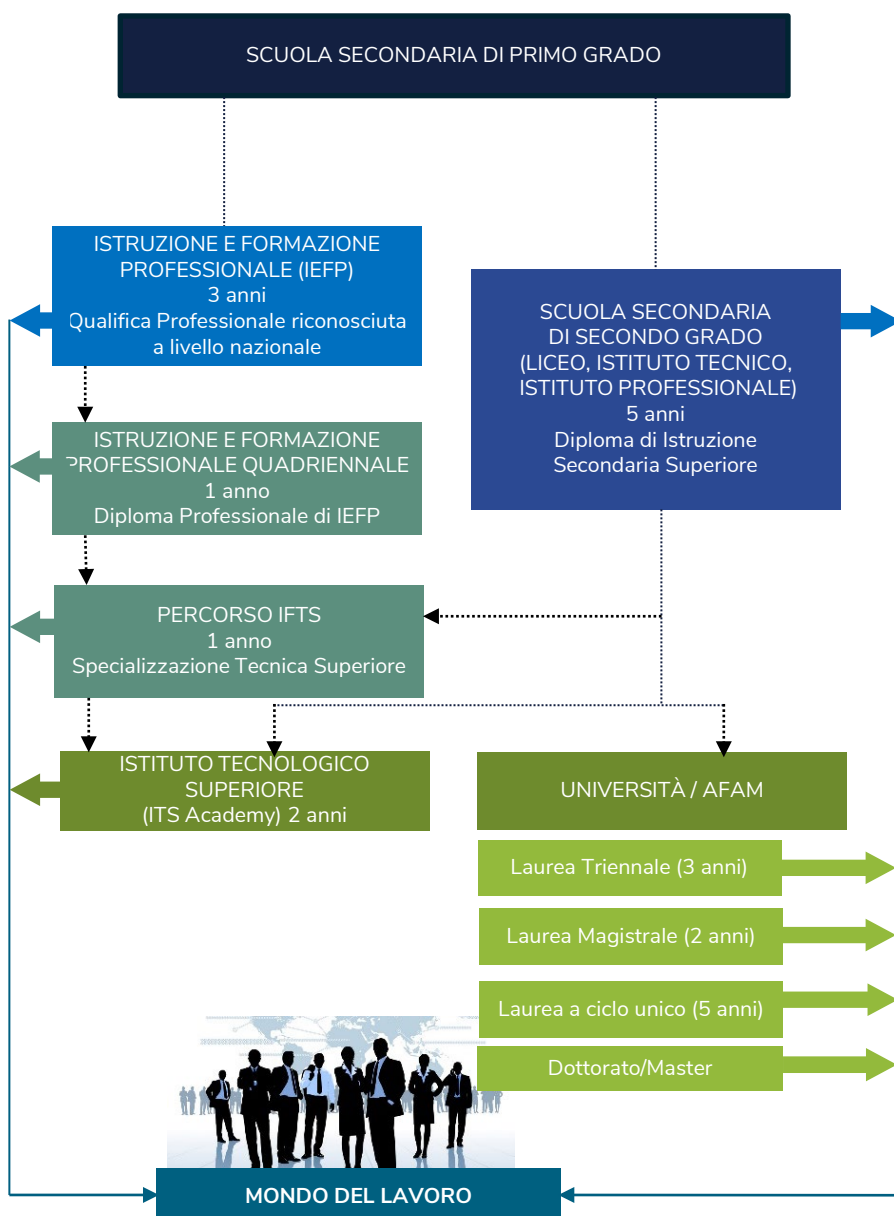 SCUOLA SECONDARIA DI PRIMO GRADO
ISTRUZIONE E FORMAZIONE
PROFESSIONALE (IEFP)
3 anni
Qualifica Professionale riconosciuta
a livello nazionale
SCUOLA SECONDARIA
DI SECONDO GRADO
(LICEO, ISTITUTO TECNICO,
ISTITUTO PROFESSIONALE)
5 anni
Diploma di Istruzione
Secondaria Superiore
ISTRUZIONE E FORMAZIONE
PROFESSIONALE QUADRIENNALE
1 anno
Diploma Professionale di IEFP
PERCORSO IFTS
1 anno
Specializzazione Tecnica Superiore
ISTITUTO TECNOLOGICO
SUPERIORE
(ITS Academy) 2 anni
UNIVERSITÀ / AFAM
Laurea Triennale (3 anni)
Laurea Magistrale (2 anni)
Laurea a ciclo unico (5 anni)
Dottorato/Master
MONDO DEL LAVORO